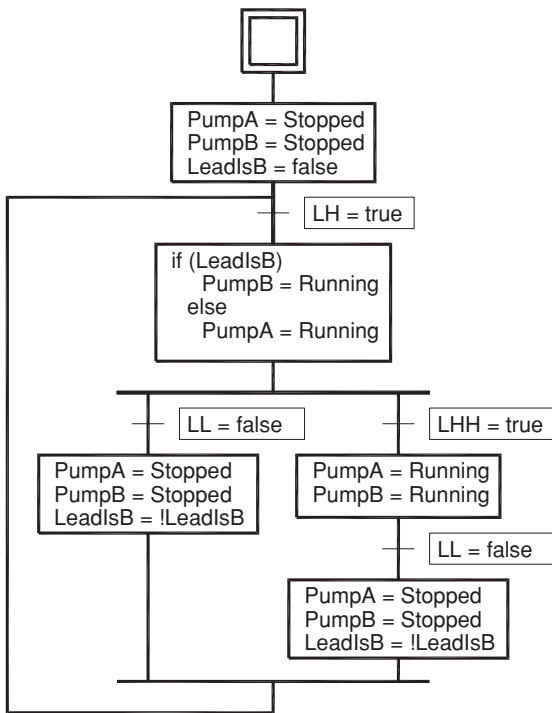 PumpA = Stopped
PumpB = Stopped
LeadIsB = false
LH = true
if (LeadIsB)
PumpB = Running
else
PumpA = Running
LL = false
LHH = true
PumpA = Stopped
PumpB = Stopped
LeadIsB = !LeadIsB
PumpA = Running
PumpB = Running
LL = false
PumpA = Stopped
PumpB = Stopped
LeadIsB = !LeadIsB